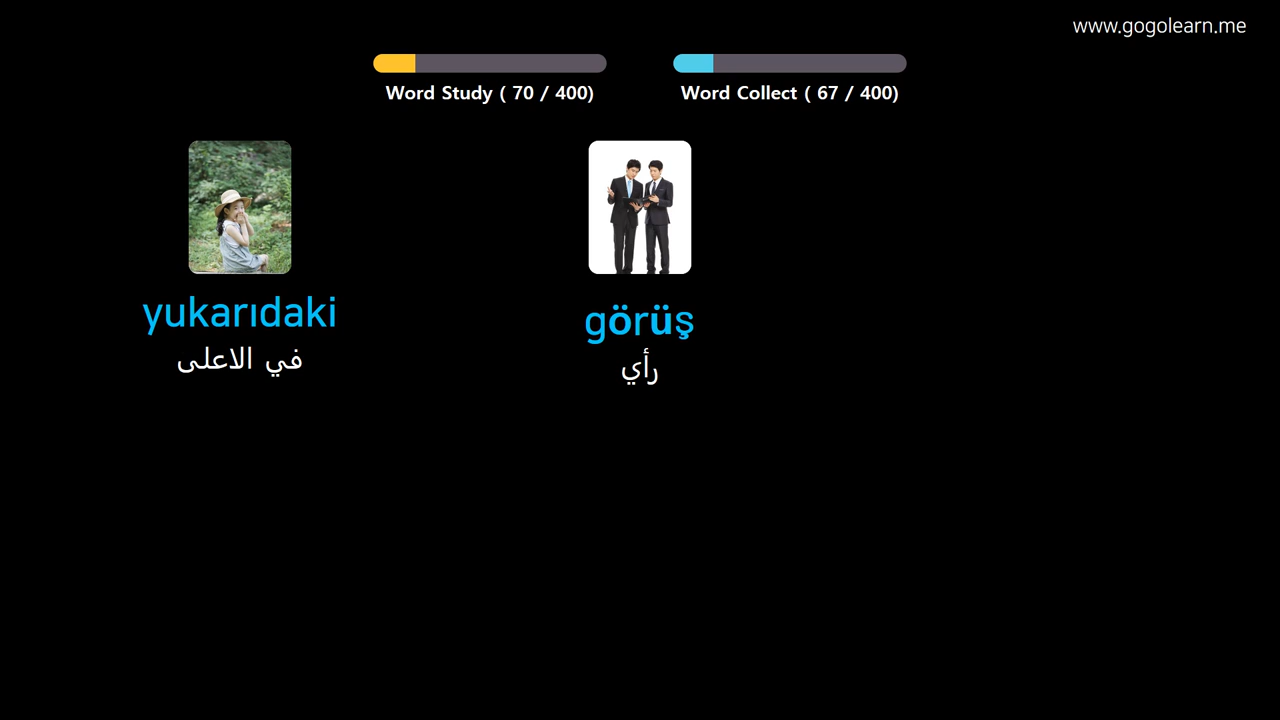 www.gogolearn.me
Word Study ( 70 / 400)
Word Collect ( 67 / 400)
yukarıdaki
في الاعلى
görüş
رأي